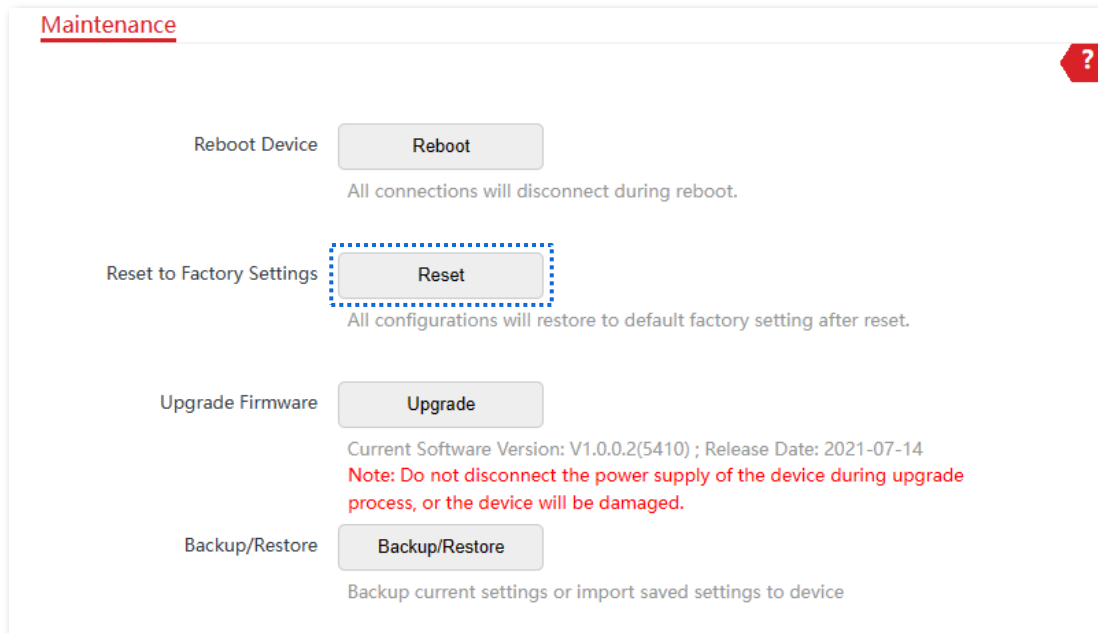 Maintenance
?
Reboot Device
Reboot
All connections will disconnect during reboot.
Reset to Factory Settings
Reset
All configurations will restore to default factory setting after reset.
Upgrade Firmware
Upgrade
Current Software Version: V1.0.0.2(5410) ; Release Date: 2021-07-14
Note: Do not disconnect the power supply of the device during upgrade
process, or the device will be damaged.
Backup/Restore
Backup/Restore
Backup current settings or import saved settings to device